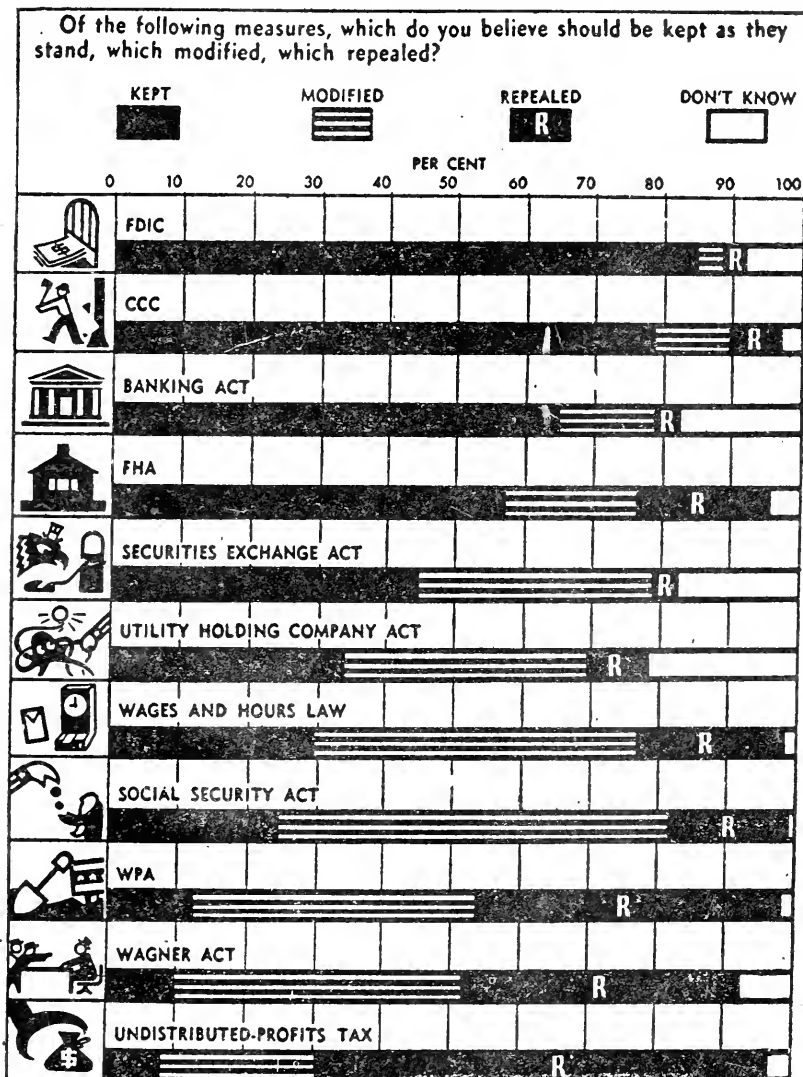 Of the following measures, which do you believe should be kept as they
stand, which modified, which repealed?
KEPT MODIFIED REPEALED DON'T KNOW
R
PER CENT
0 10 20 30 40 50 60 70 80 90 100
FDIC
R
CCC
R
BANKING ACT
R
FHA
R
SECURITIES EXCHANGE ACT
R
UTILITY HOLDING COMPANY ACT
R
WAGES AND HOURS LAW
R
SOCIAL SECURITY ACT
R
WPA
R
WAGNER ACT
R
UNDISTRIBUTED-PROFITS TAX
$
R